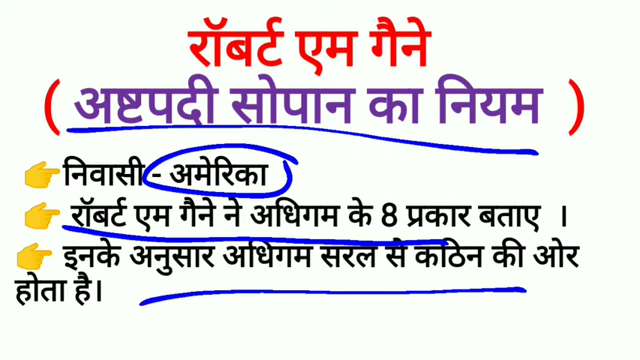 रॉबर्ट एम गैने
( अष्टपदी सोपान का नियम )
👉 निवासी - अमेरिका
👉 रॉबर्ट एम गैने ने अधिगम के 8 प्रकार बताए ।
👉 इनके अनुसार अधिगम सरल से कठिन की ओर
होता है।